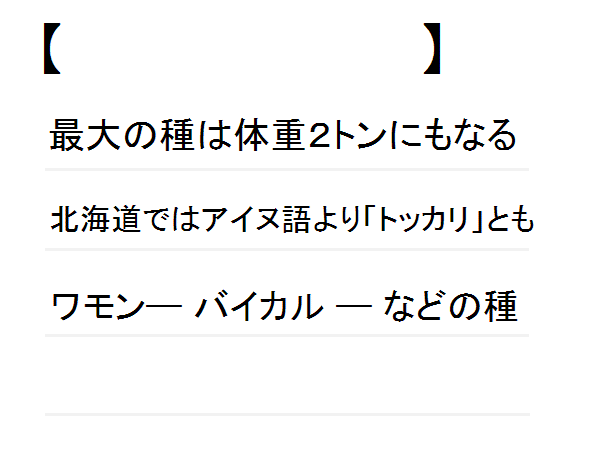 【　　　　　　　　　】
最大の種は体重２トンにもなる
北海道ではアイヌ語より「トッカリ」とも
ワモン― バイカル ― などの種